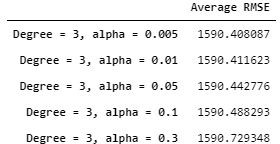 Average RMSE
Degree = 3, alpha = 0.005 1590.408087
Degree = 3, alpha = 0.01 1590.411623
Degree = 3, alpha = 0.05 1590.442776
Degree = 3, alpha = 0.1 1590.488293
Degree = 3, alpha = 0.3 1590.729348